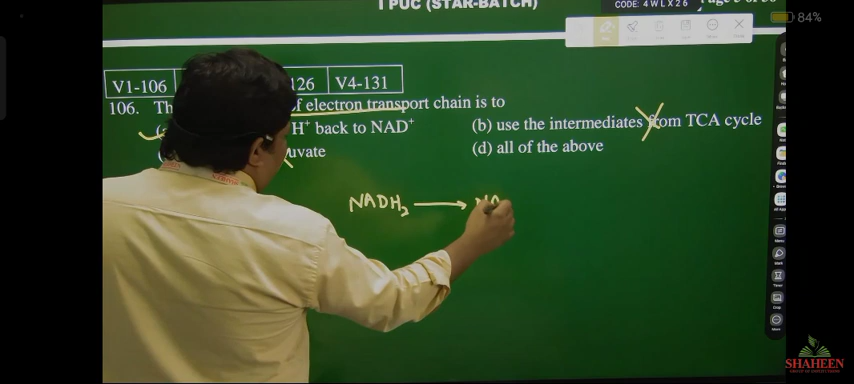 I PUC (STAR-BATCH)
CODE: 4WLX26
84%
V1-106 126 V4-131
106. Th f electron transport chain is to
H⁺ back to NAD⁺ (b) use the intermediates from TCA cycle
uvate (d) all of the above
NADH₂ → NA
SHAHEEN